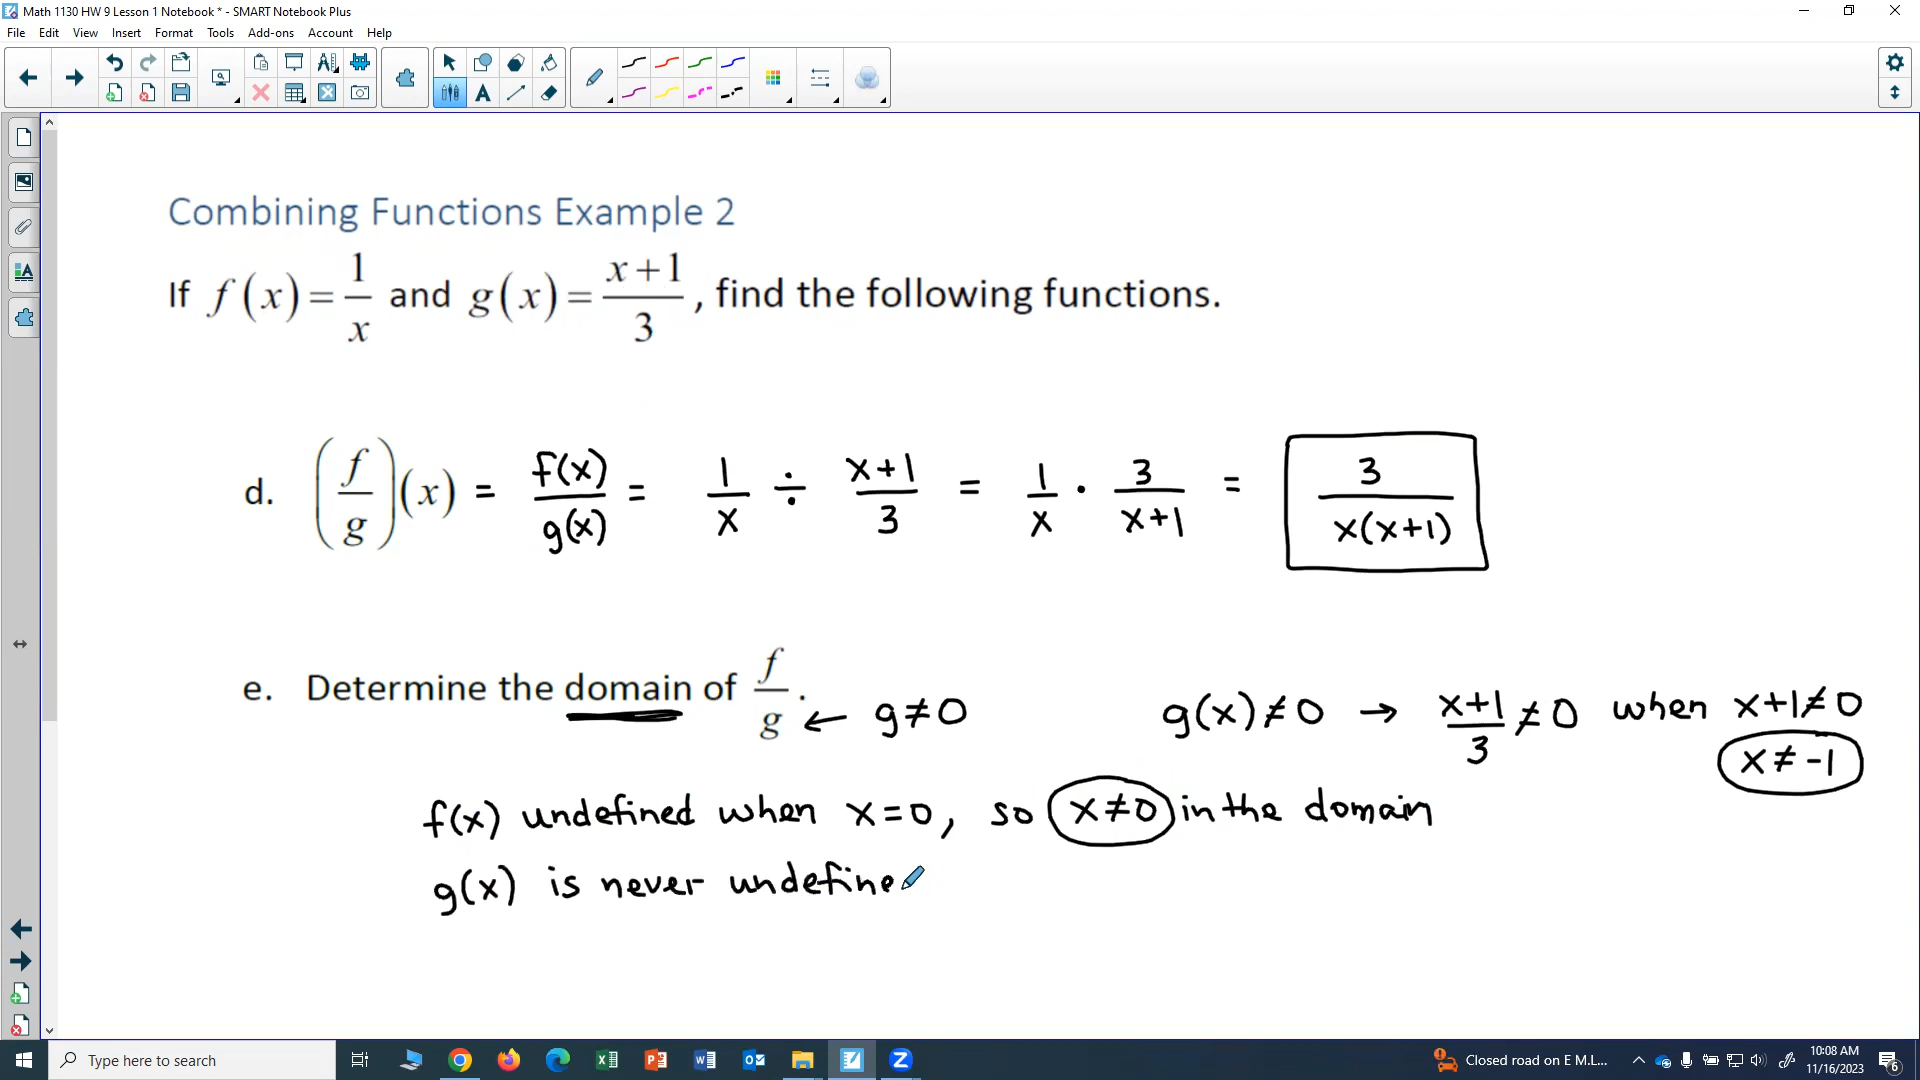 Math 1130 HW 9 Lesson 1 Notebook * - SMART Notebook Plus
File Edit View Insert Format Tools Add-ons Account Help
Combining Functions Example 2
If f(x) = 1/x and g(x) = (x+1)/3, find the following functions.
d. (f/g)(x) = f(x)/g(x) = 1/x ÷ (x+1)/3 = 1/x · 3/(x+1) = 3/(x(x+1))
e. Determine the domain of f/g. ← g≠0 g(x)≠0 → (x+1)/3 ≠0 when x+1≠0
x≠-1
f(x) undefined when x=0, so x≠0 in the domain
g(x) is never undefine
Type here to search
Closed road on E M.L...
10:08 AM
11/16/2023
6